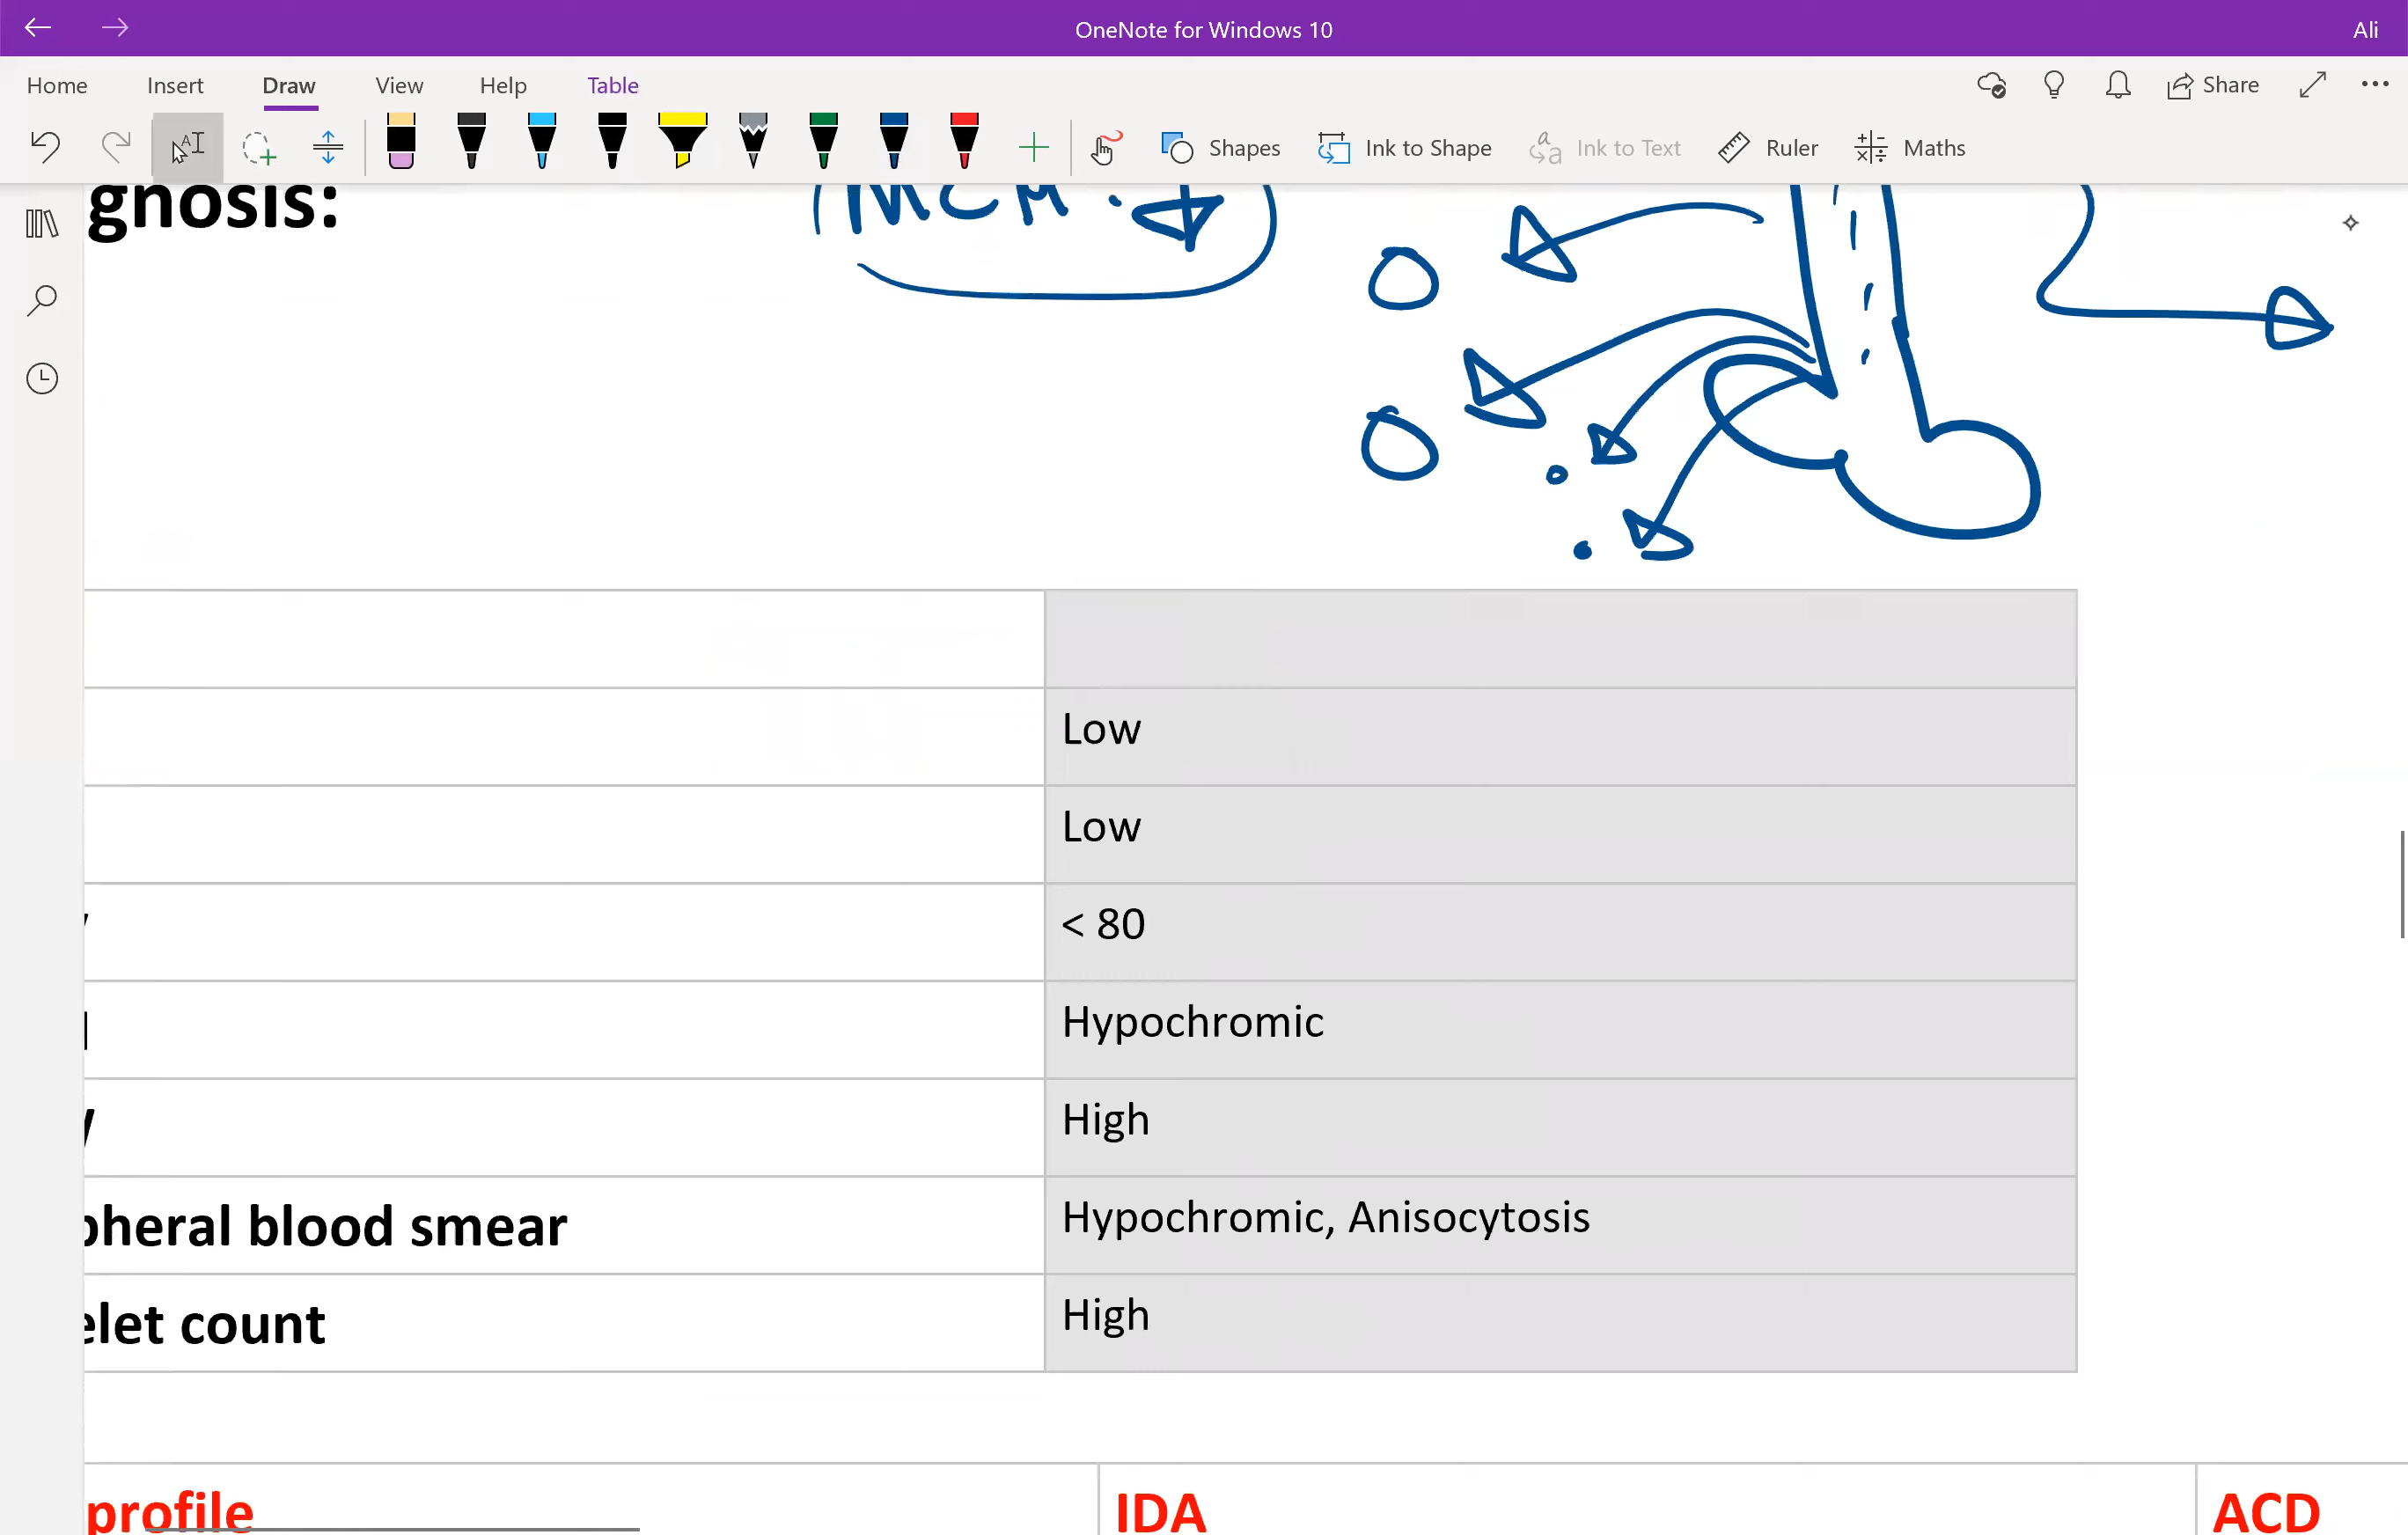 OneNote for Windows 10
Ali
Home Insert Draw View Help Table
Share
Shapes Ink to Shape Ink to Text Ruler Maths
gnosis:
MCH
Low
Low
< 80
Hypochromic
High
pheral blood smear Hypochromic, Anisocytosis
elet count High
profile IDA ACD